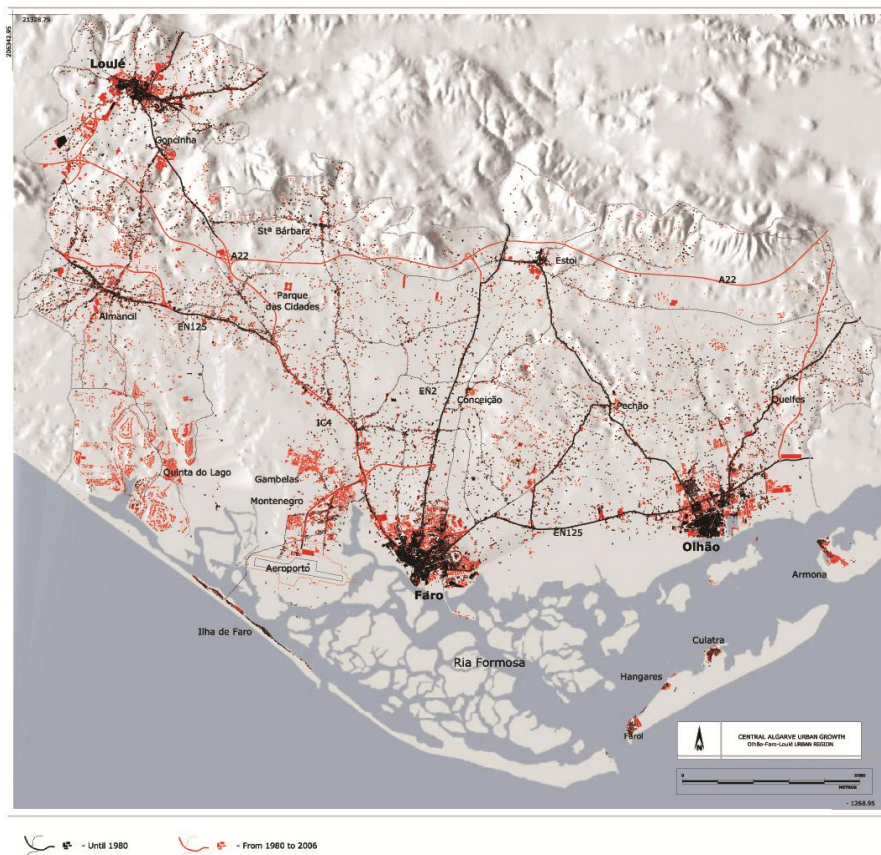 21328.75
206342.95
Loulé
Goncinha
Stª Bárbara
A22
Estoi
A22
Parque
das Cidades
Almancil
EN125
EN2
Conceição
Pechão
Quelfes
IC4
Quinta do Lago
Gambelas
Montenegro
EN125
Olhão
Aeroporto
Faro
Armona
Ilha de Faro
Ria Formosa
Culatra
Hangares
Farol
CENTRAL ALGARVE URBAN GROWTH
Olhão-Faro-Loulé URBAN REGION
0
METROS
- 1268.95
- Until 1980
- From 1980 to 2006